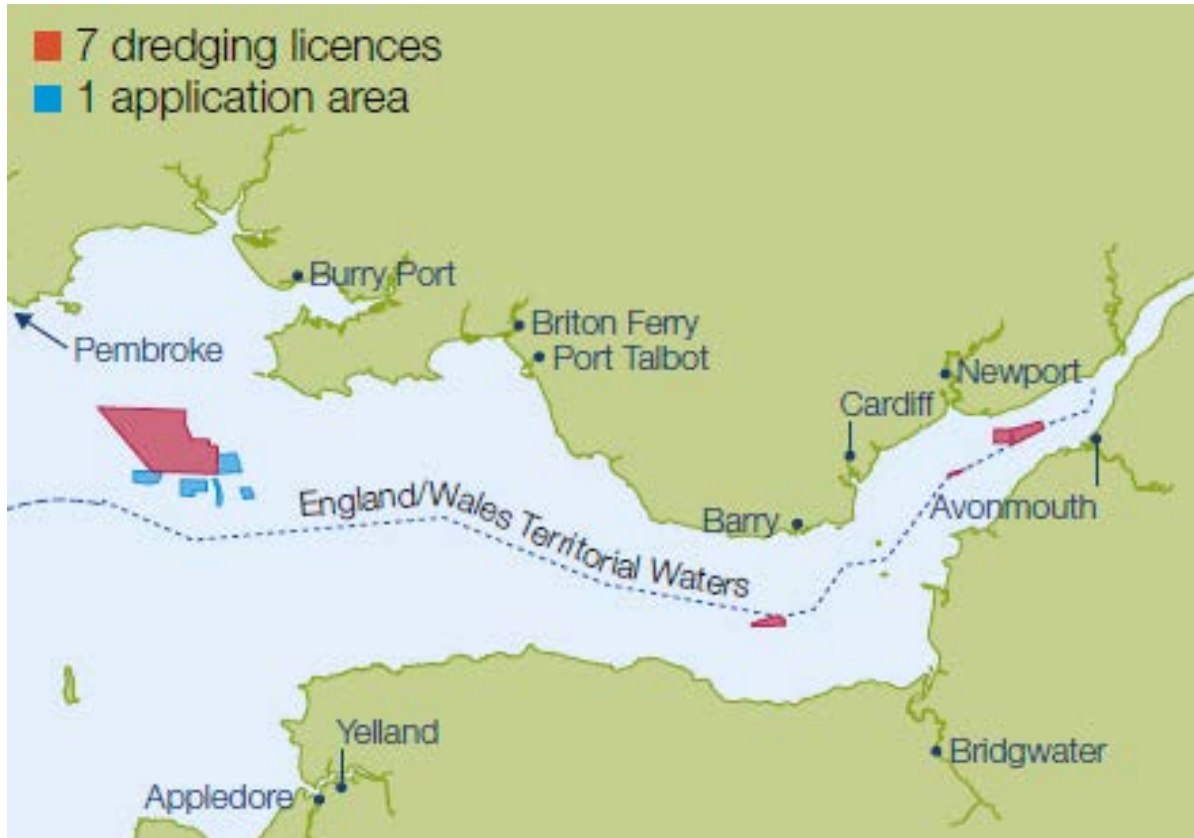 7 dredging licences
1 application area
Burry Port
Pembroke
Briton Ferry
Port Talbot
Newport
Cardiff
England/Wales Territorial Waters
Barry
Avonmouth
Yelland
Appledore
Bridgwater